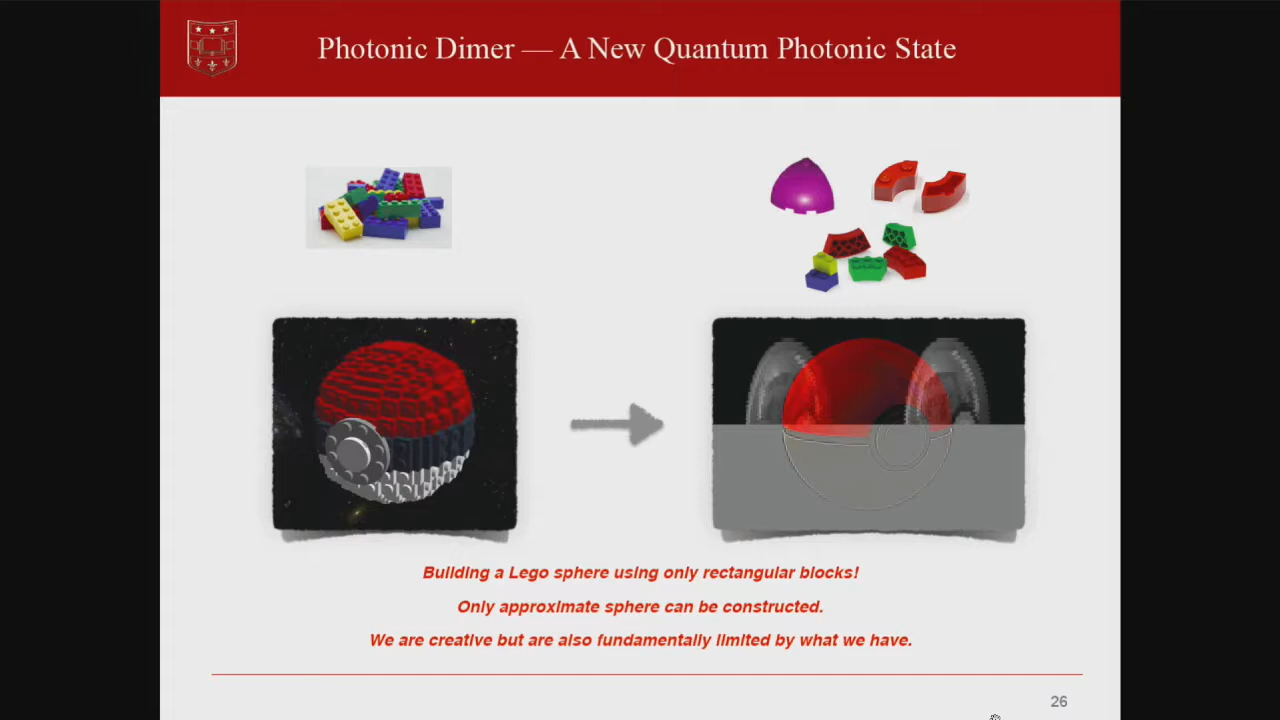 Photonic Dimer — A New Quantum Photonic State
Building a Lego sphere using only rectangular blocks!
Only approximate sphere can be constructed.
We are creative but are also fundamentally limited by what we have.
26